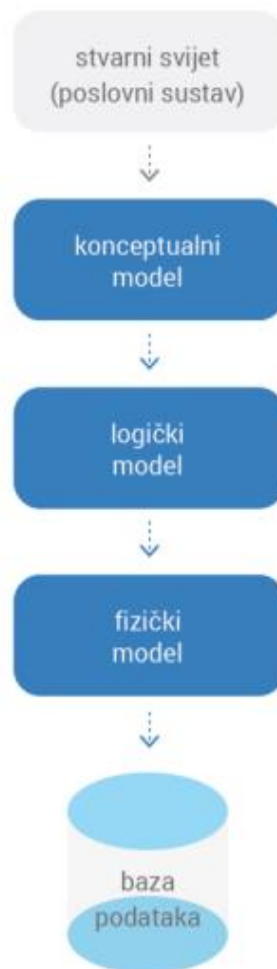 stvarni svijet
(poslovni sustav)
konceptualni
model
logički
model
fizički
model
baza
podataka